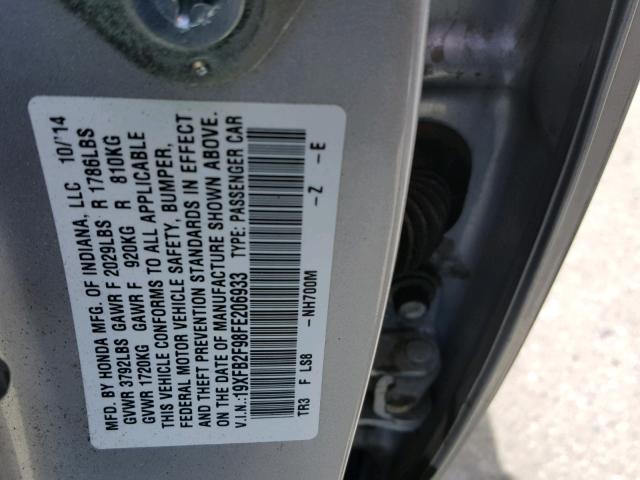 MFD. BY HONDA MFG. OF INDIANA, LLC 10/'14
GVWR 3792LBS GAWR F 2029LBS R 1786LBS
GVWR 1720KG GAWR F 920KG R 810KG
THIS VEHICLE CONFORMS TO ALL APPLICABLE
FEDERAL MOTOR VEHICLE SAFETY, BUMPER,
AND THEFT PREVENTION STANDARDS IN EFFECT
ON THE DATE OF MANUFACTURE SHOWN ABOVE.
V.I.N.:19XFB2F98FE206933 TYPE: PASSENGER CAR
TR3 F LS8 –NH700M –Z –E